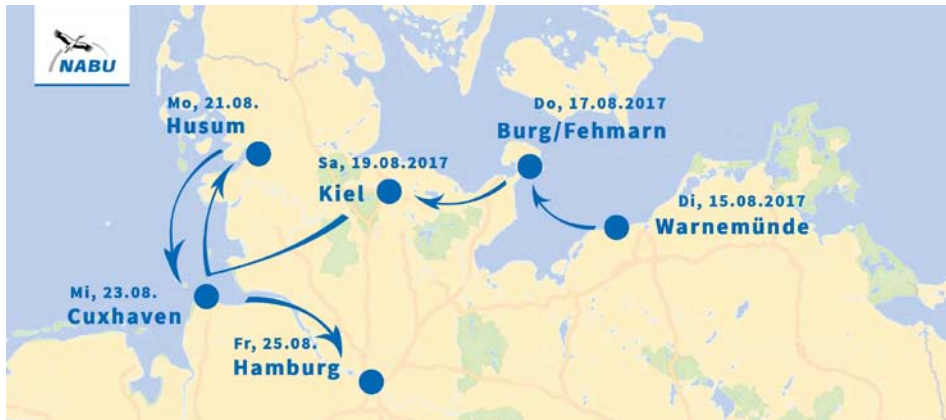 NABU
Mo, 21.08.
Husum
Do, 17.08.2017
Burg/Fehmarn
Sa, 19.08.2017
Kiel
Di, 15.08.2017
Warnemünde
Mi, 23.08.
Cuxhaven
Fr, 25.08.
Hamburg